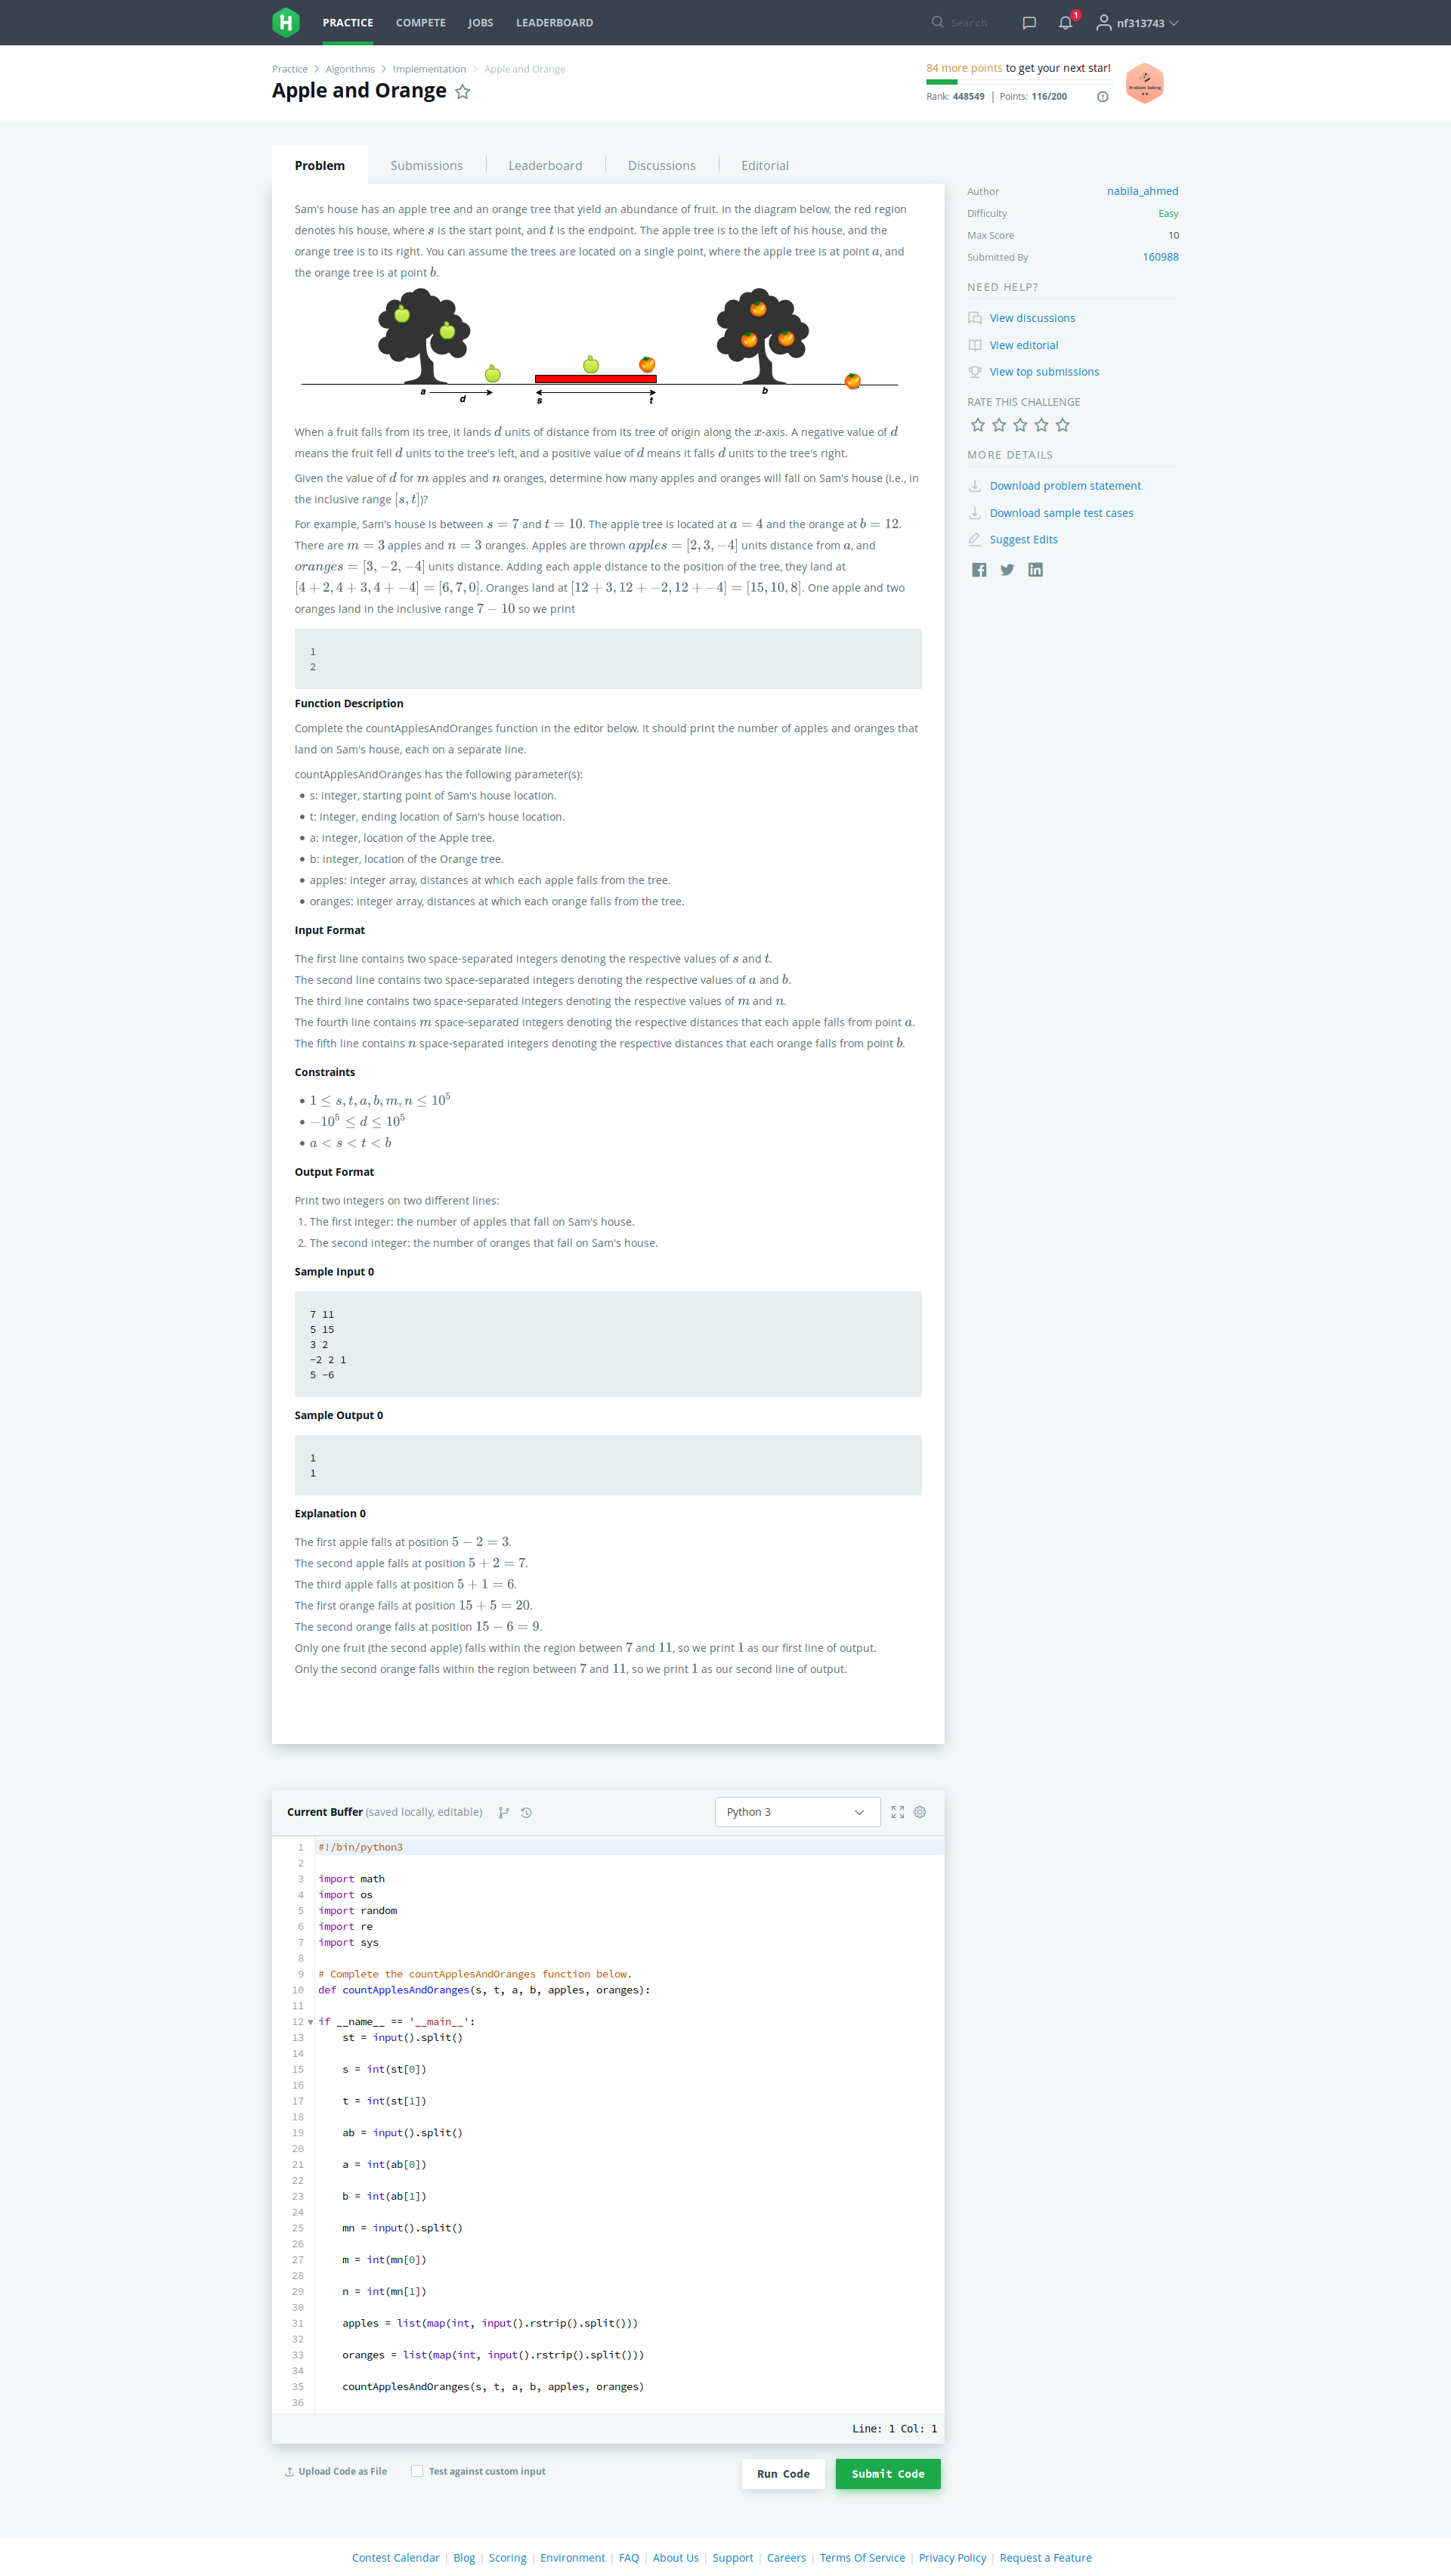 PRACTICE COMPETE JOBS LEADERBOARD Search 1 nf313743
Practice > Algorithms > Implementation > Apple and Orange
Apple and Orange
84 more points to get your next star!
Rank: 448549 | Points: 116/200
Problem Solving
Problem Submissions Leaderboard Discussions Editorial
Sam's house has an apple tree and an orange tree that yield an abundance of fruit. In the diagram below, the red region
denotes his house, where s is the start point, and t is the endpoint. The apple tree is to the left of his house, and the
orange tree is to its right. You can assume the trees are located on a single point, where the apple tree is at point a, and
the orange tree is at point b.
a d s t b
When a fruit falls from its tree, it lands d units of distance from its tree of origin along the x-axis. A negative value of d
means the fruit fell d units to the tree's left, and a positive value of d means it falls d units to the tree's right.
Given the value of d for m apples and n oranges, determine how many apples and oranges will fall on Sam's house (i.e., in
the inclusive range [s, t])?
For example, Sam's house is between s = 7 and t = 10. The apple tree is located at a = 4 and the orange at b = 12.
There are m = 3 apples and n = 3 oranges. Apples are thrown apples = [2, 3, −4] units distance from a, and
oranges = [3, −2, −4] units distance. Adding each apple distance to the position of the tree, they land at
[4 + 2, 4 + 3, 4 + −4] = [6, 7, 0]. Oranges land at [12 + 3, 12 + −2, 12 + −4] = [15, 10, 8]. One apple and two
oranges land in the inclusive range 7 − 10 so we print
1
2
Function Description
Complete the countApplesAndOranges function in the editor below. It should print the number of apples and oranges that
land on Sam's house, each on a separate line.
countApplesAndOranges has the following parameter(s):
• s: integer, starting point of Sam's house location.
• t: integer, ending location of Sam's house location.
• a: integer, location of the Apple tree.
• b: integer, location of the Orange tree.
• apples: integer array, distances at which each apple falls from the tree.
• oranges: integer array, distances at which each orange falls from the tree.
Input Format
The first line contains two space-separated integers denoting the respective values of s and t.
The second line contains two space-separated integers denoting the respective values of a and b.
The third line contains two space-separated integers denoting the respective values of m and n.
The fourth line contains m space-separated integers denoting the respective distances that each apple falls from point a.
The fifth line contains n space-separated integers denoting the respective distances that each orange falls from point b.
Constraints
• 1 ≤ s, t, a, b, m, n ≤ 10⁵
• −10⁵ ≤ d ≤ 10⁵
• a < s < t < b
Output Format
Print two integers on two different lines:
1. The first integer: the number of apples that fall on Sam's house.
2. The second integer: the number of oranges that fall on Sam's house.
Sample Input 0
7 11
5 15
3 2
-2 2 1
5 -6
Sample Output 0
1
1
Explanation 0
The first apple falls at position 5 − 2 = 3.
The second apple falls at position 5 + 2 = 7.
The third apple falls at position 5 + 1 = 6.
The first orange falls at position 15 + 5 = 20.
The second orange falls at position 15 − 6 = 9.
Only one fruit (the second apple) falls within the region between 7 and 11, so we print 1 as our first line of output.
Only the second orange falls within the region between 7 and 11, so we print 1 as our second line of output.
Author nabila_ahmed
Difficulty Easy
Max Score 10
Submitted By 160988
NEED HELP?
View discussions
View editorial
View top submissions
RATE THIS CHALLENGE
MORE DETAILS
Download problem statement
Download sample test cases
Suggest Edits
Current Buffer (saved locally, editable) Python 3
1 #!/bin/python3
2
3 import math
4 import os
5 import random
6 import re
7 import sys
8
9 # Complete the countApplesAndOranges function below.
10 def countApplesAndOranges(s, t, a, b, apples, oranges):
11
12 if __name__ == '__main__':
13     st = input().split()
14
15     s = int(st[0])
16
17     t = int(st[1])
18
19     ab = input().split()
20
21     a = int(ab[0])
22
23     b = int(ab[1])
24
25     mn = input().split()
26
27     m = int(mn[0])
28
29     n = int(mn[1])
30
31     apples = list(map(int, input().rstrip().split()))
32
33     oranges = list(map(int, input().rstrip().split()))
34
35     countApplesAndOranges(s, t, a, b, apples, oranges)
36
Line: 1 Col: 1
Upload Code as File Test against custom input Run Code Submit Code
Contest Calendar | Blog | Scoring | Environment | FAQ | About Us | Support | Careers | Terms Of Service | Privacy Policy | Request a Feature